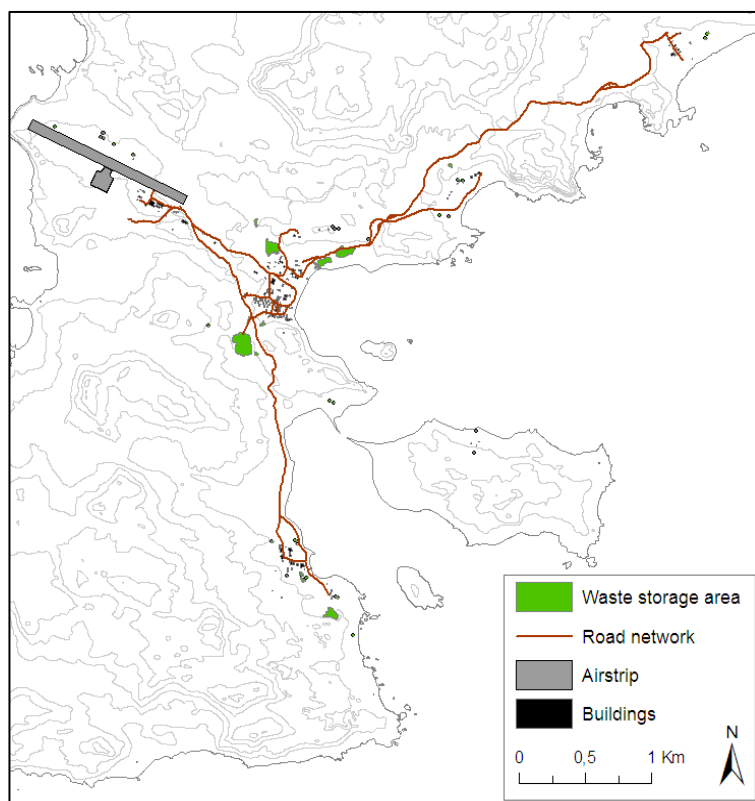 Waste storage area
Road network
Airstrip
Buildings
0 0,5 1 Km
N